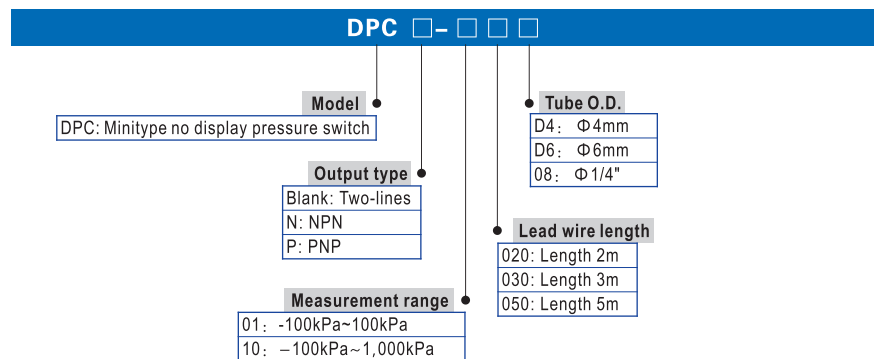 DPC □-□□□
Model
DPC: Minitype no display pressure switch
Output type
Blank: Two-lines
N: NPN
P: PNP
Measurement range
01: -100kPa~100kPa
10: −100kPa~1,000kPa
Lead wire length
020: Length 2m
030: Length 3m
050: Length 5m
Tube O.D.
D4: Φ4mm
D6: Φ6mm
08: Φ1/4"